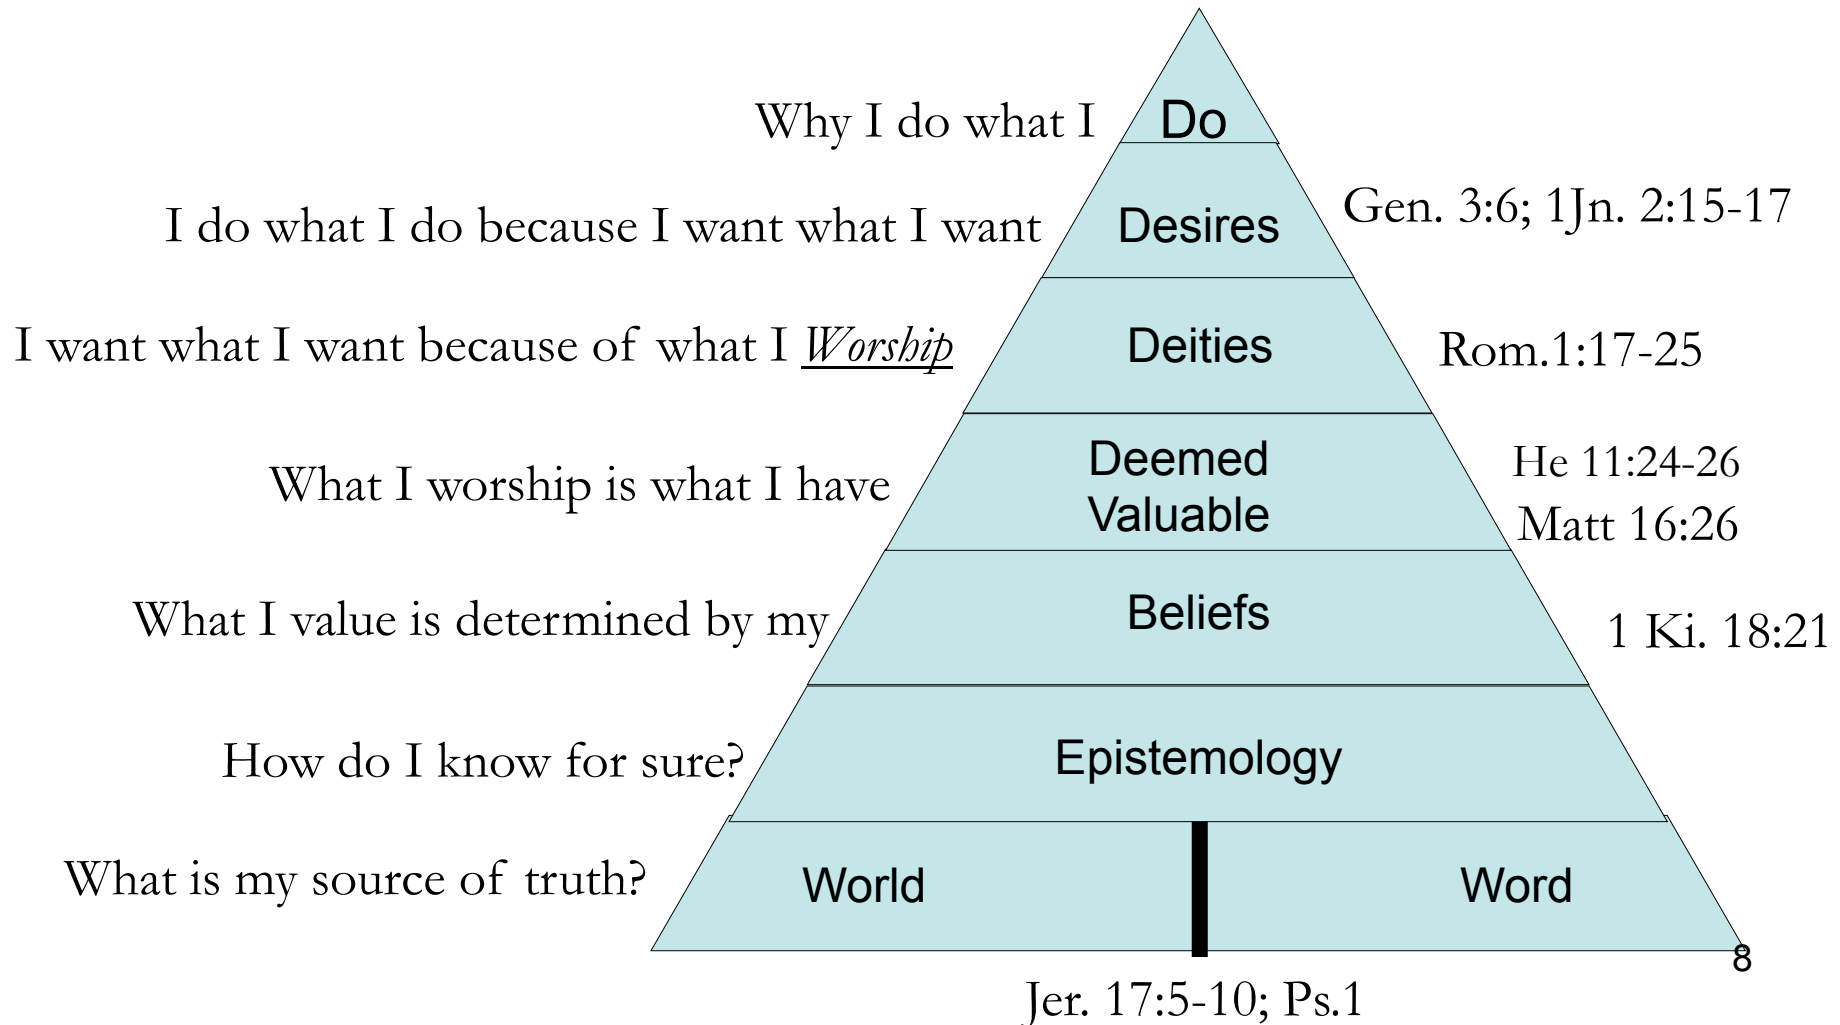 Why I do what I Do
I do what I do because I want what I want Desires Gen. 3:6; 1Jn. 2:15-17
I want what I want because of what I Worship Deities Rom.1:17-25
What I worship is what I have Deemed Valuable He 11:24-26
Matt 16:26
What I value is determined by my Beliefs 1 Ki. 18:21
How do I know for sure? Epistemology
What is my source of truth? World Word
8
Jer. 17:5-10; Ps.1